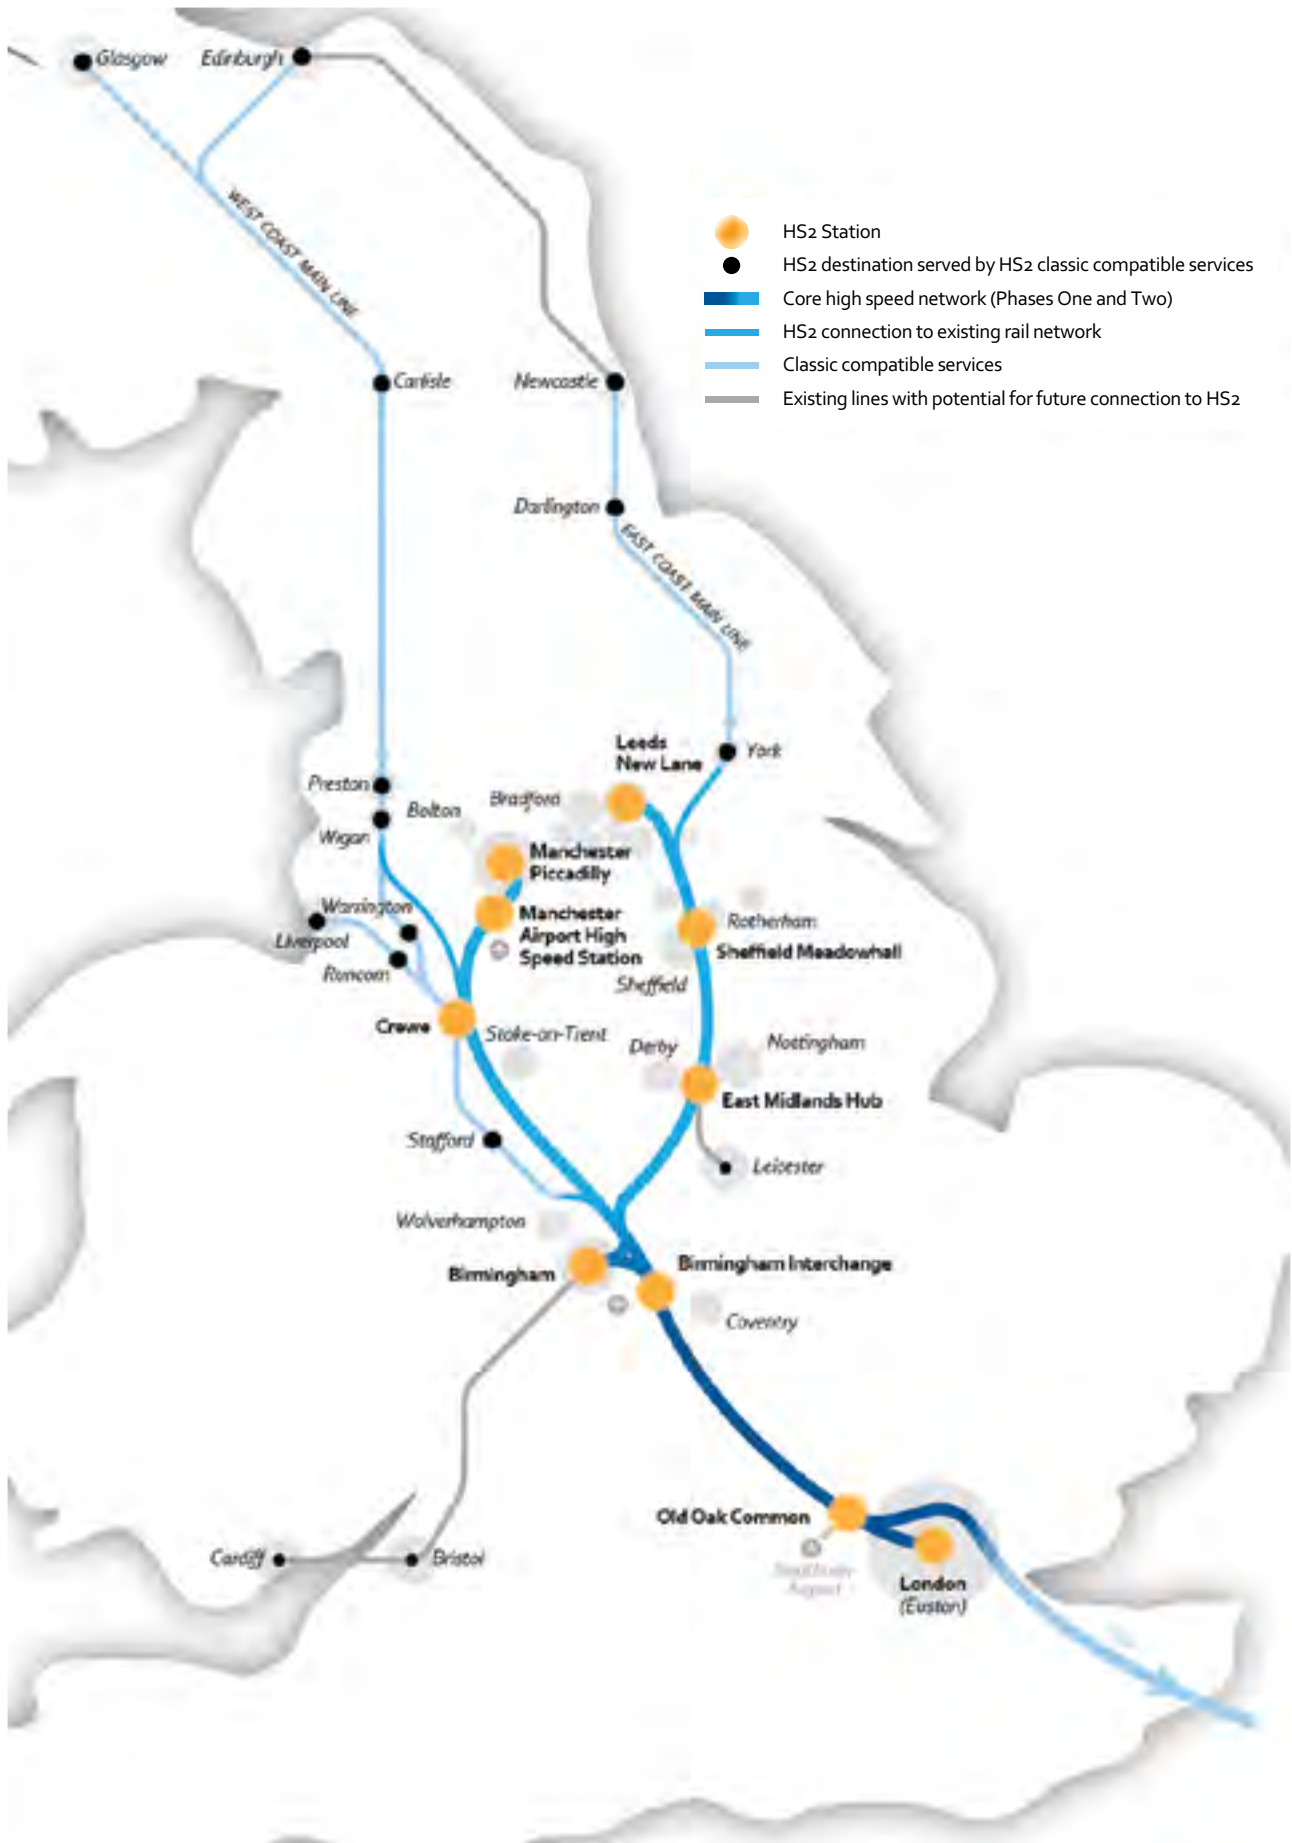 Glasgow
Edinburgh
WEST COAST MAIN LINE
HS2 Station
HS2 destination served by HS2 classic compatible services
Core high speed network (Phases One and Two)
HS2 connection to existing rail network
Classic compatible services
Existing lines with potential for future connection to HS2
Carlisle
Newcastle
Darlington
EAST COAST MAIN LINE
Leeds
New Lane
York
Preston
Bolton
Bradford
Wigan
Manchester
Piccadilly
Warrington
Liverpool
Runcorn
Manchester
Airport High
Speed Station
Rotherham
Sheffield Meadowhall
Sheffield
Crewe
Stoke-on-Trent
Derby
Nottingham
East Midlands Hub
Stafford
Leicester
Wolverhampton
Birmingham
Birmingham Interchange
Coventry
Old Oak Common
Heathrow
Airport
Cardiff
Bristol
London
(Euston)